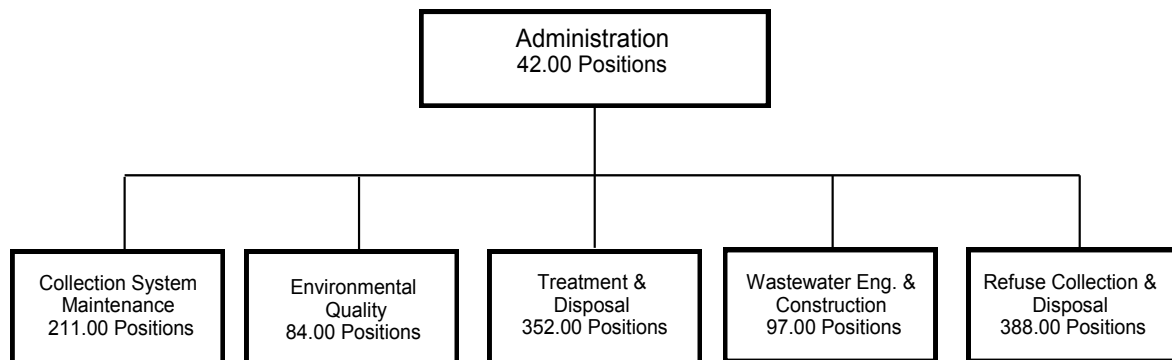 Administration
42.00 Positions
Collection System
Maintenance
211.00 Positions
Environmental
Quality
84.00 Positions
Treatment &
Disposal
352.00 Positions
Wastewater Eng. &
Construction
97.00 Positions
Refuse Collection &
Disposal
388.00 Positions